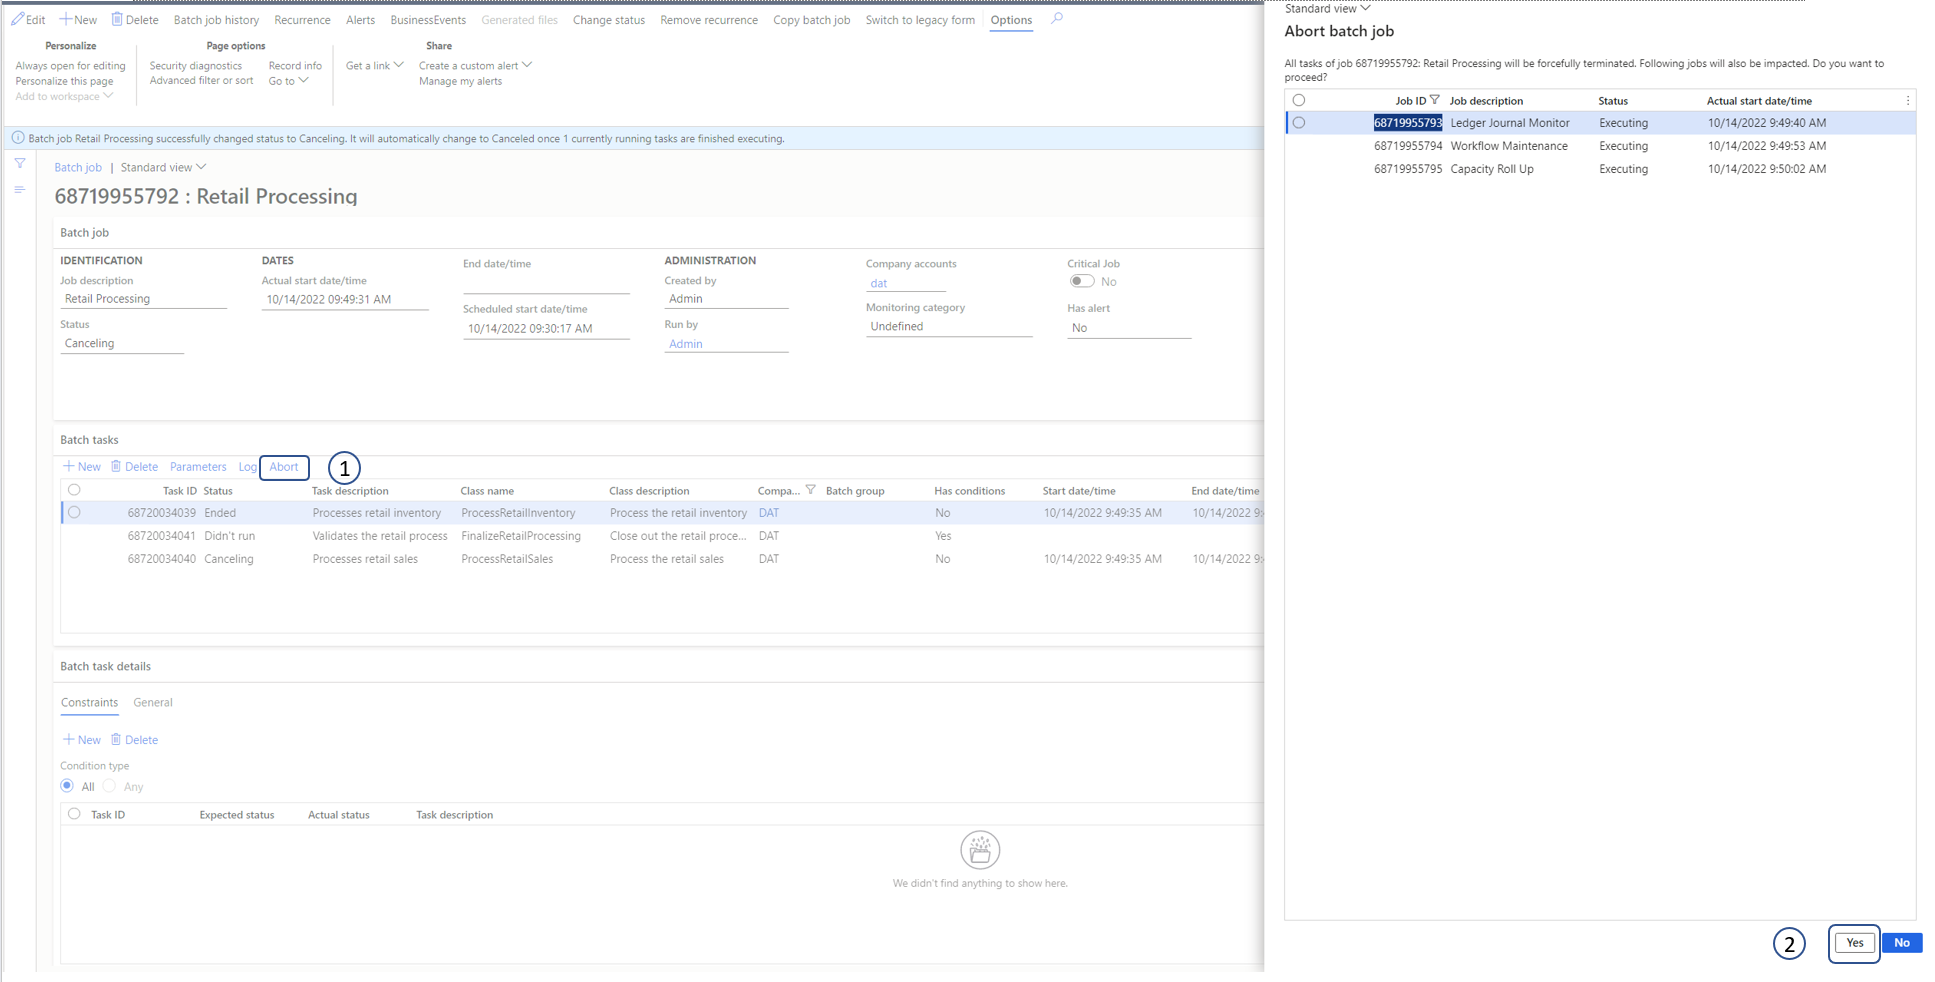 Edit New Delete Batch job history Recurrence Alerts BusinessEvents Generated files Change status Remove recurrence Copy batch job Switch to legacy form Options
Personalize Page options Share
Always open for editing Security diagnostics Record info Get a link Create a custom alert
Personalize this page Advanced filter or sort Go to Manage my alerts
Add to workspace
Batch job Retail Processing successfully changed status to Canceling. It will automatically change to Canceled once 1 currently running tasks are finished executing.
Batch job | Standard view
68719955792 : Retail Processing
Batch job
IDENTIFICATION
Job description
Retail Processing
Status
Canceling
DATES
Actual start date/time
10/14/2022 09:49:31 AM
End date/time
Scheduled start date/time
10/14/2022 09:30:17 AM
ADMINISTRATION
Created by
Admin
Run by
Admin
Company accounts
dat
Monitoring category
Undefined
Critical Job
No
Has alert
No
Batch tasks
New Delete Parameters Log Abort 1
Task ID Status Task description Class name Class description Compa... Batch group Has conditions Start date/time End date/time
68720034039 Ended Processes retail inventory ProcessRetailInventory Process the retail inventory DAT No 10/14/2022 9:49:35 AM 10/14/2022 9:
68720034041 Didn't run Validates the retail process FinalizeRetailProcessing Close out the retail proce... DAT Yes
68720034040 Canceling Processes retail sales ProcessRetailSales Process the retail sales DAT No 10/14/2022 9:49:35 AM 10/14/2022 9:
Batch task details
Constraints General
New Delete
Condition type
All Any
Task ID Expected status Actual status Task description
We didn't find anything to show here.
Standard view
Abort batch job
All tasks of job 68719955792: Retail Processing will be forcefully terminated. Following jobs will also be impacted. Do you want to
proceed?
Job ID Job description Status Actual start date/time
68719955793 Ledger Journal Monitor Executing 10/14/2022 9:49:40 AM
68719955794 Workflow Maintenance Executing 10/14/2022 9:49:53 AM
68719955795 Capacity Roll Up Executing 10/14/2022 9:50:02 AM
2 Yes No